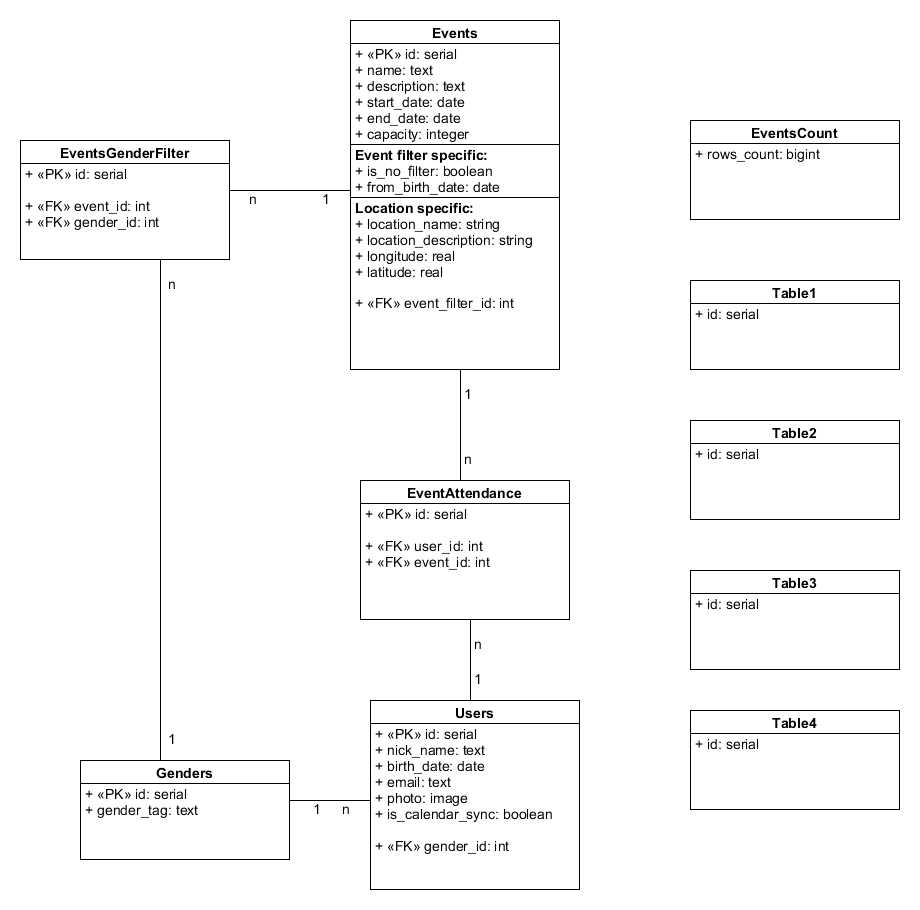 Events
+ «PK» id: serial
+ name: text
+ description: text
+ start_date: date
+ end_date: date
+ capacity: integer
Event filter specific:
+ is_no_filter: boolean
+ from_birth_date: date
Location specific:
+ location_name: string
+ location_description: string
+ longitude: real
+ latitude: real
+ «FK» event_filter_id: int
EventsGenderFilter
+ «PK» id: serial
+ «FK» event_id: int
+ «FK» gender_id: int
n
1
n
1
1
n
EventAttendance
+ «PK» id: serial
+ «FK» user_id: int
+ «FK» event_id: int
n
1
Genders
+ «PK» id: serial
+ gender_tag: text
1
n
Users
+ «PK» id: serial
+ nick_name: text
+ birth_date: date
+ email: text
+ photo: image
+ is_calendar_sync: boolean
+ «FK» gender_id: int
EventsCount
+ rows_count: bigint
Table1
+ id: serial
Table2
+ id: serial
Table3
+ id: serial
Table4
+ id: serial